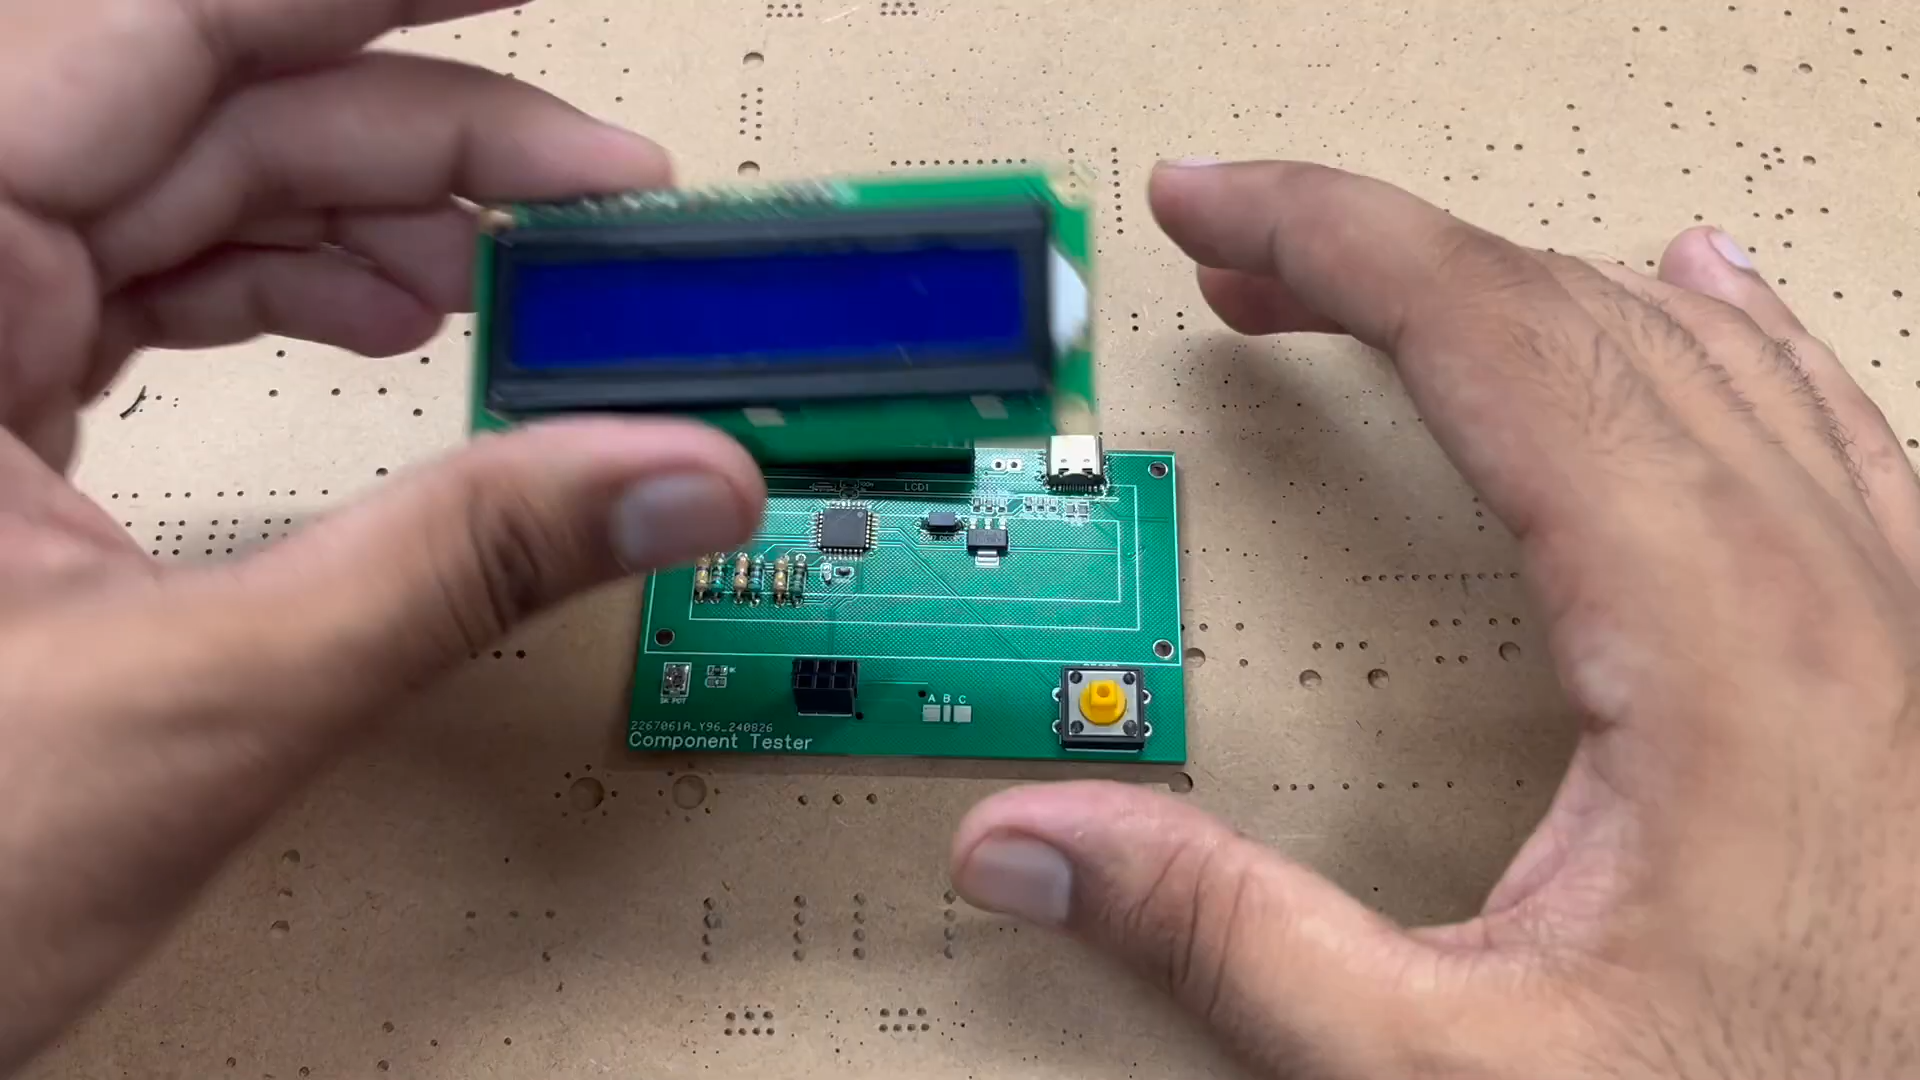 LCD1
A B C
5K POT
2267061A_Y96_240826
Component Tester